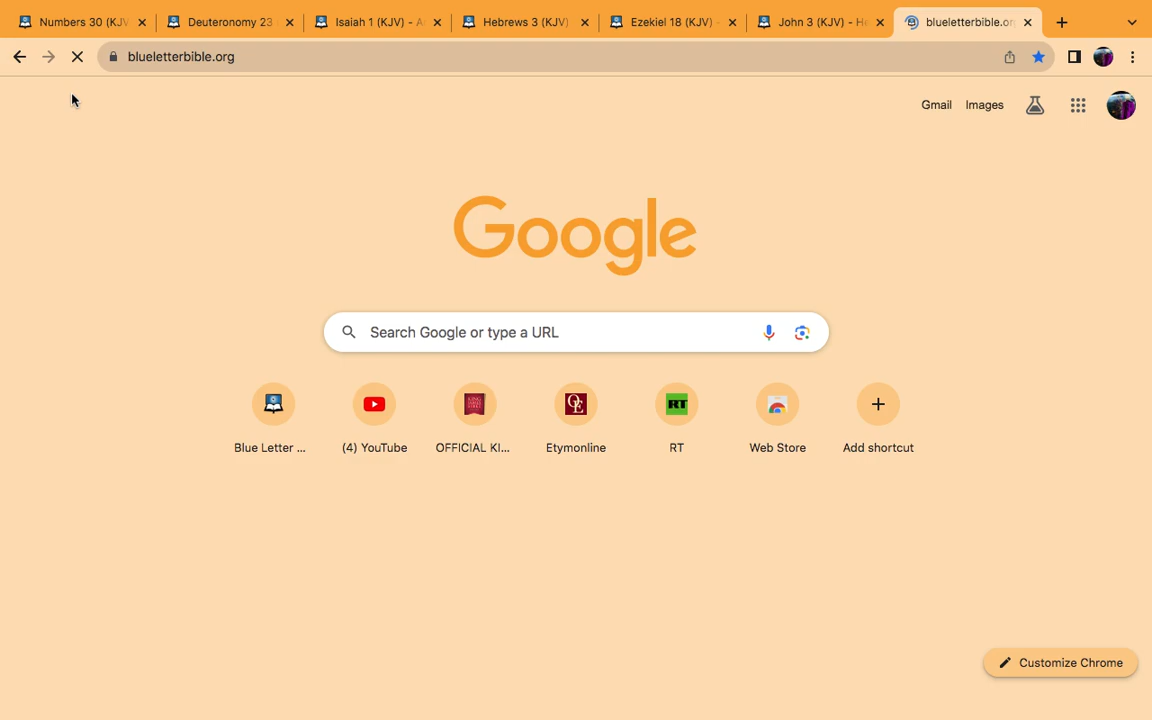 Numbers 30 (KJV)
Deuteronomy 23
Isaiah 1 (KJV) - A
Hebrews 3 (KJV)
Ezekiel 18 (KJV) -
John 3 (KJV) - He
blueletterbible.or
blueletterbible.org
Gmail
Images
Google
Search Google or type a URL
Blue Letter ...
(4) YouTube
OFFICIAL KI...
Etymonline
RT
Web Store
Add shortcut
Customize Chrome